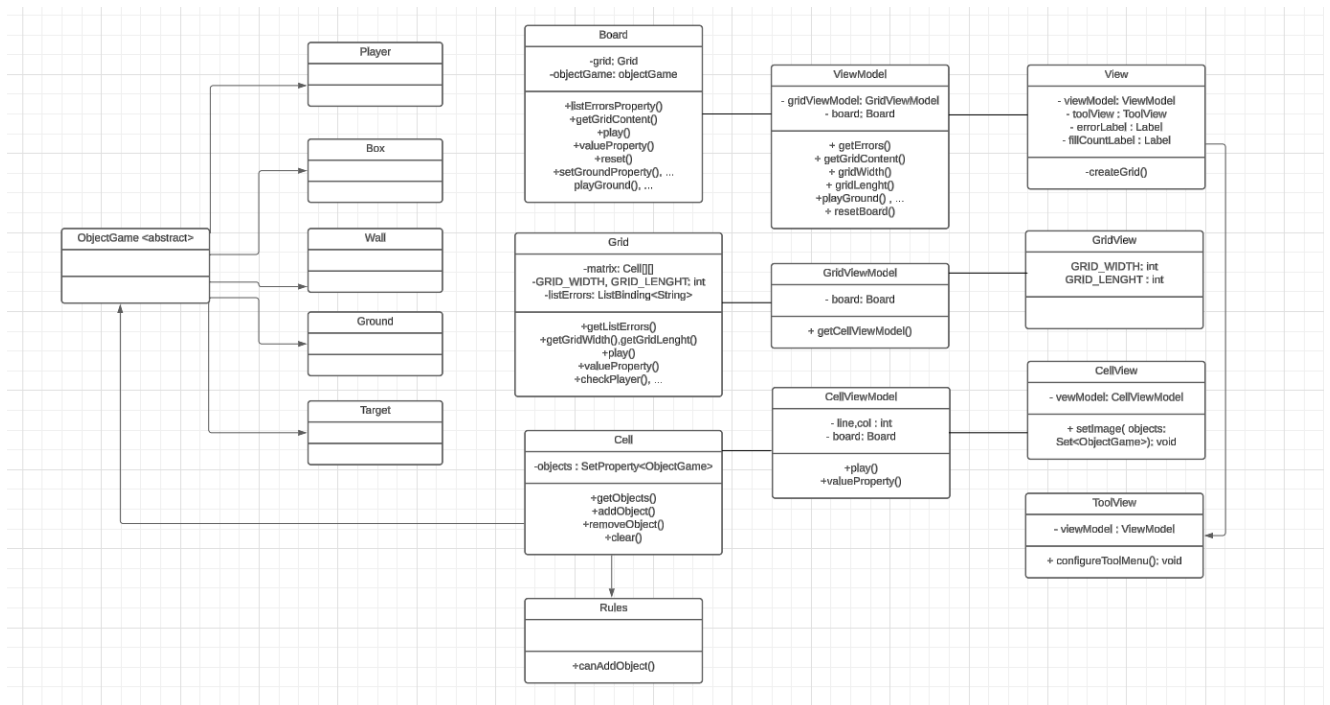 ObjectGame <abstract>
Player
Box
Wall
Ground
Target
Board
-grid: Grid
-objectGame: objectGame
+listErrorsProperty()
+getGridContent()
+play()
+valueProperty()
+reset()
+setGroundProperty(), ...
playGround(), ...
Grid
-matrix: Cell[][]
-GRID_WIDTH, GRID_LENGHT: int
-listErrors: ListBinding<String>
+getListErrors()
+getGridWidth(),getGridLenght()
+play()
+valueProperty()
+checkPlayer(), ...
Cell
-objects : SetProperty<ObjectGame>
+getObjects()
+addObject()
+removeObject()
+clear()
Rules
+canAddObject()
ViewModel
- gridViewModel: GridViewModel
- board: Board
+ getErrors()
+ getGridContent()
+ gridWidth()
+ gridLenght()
+playGround() , ...
+ resetBoard()
GridViewModel
- board: Board
+ getCellViewModel()
CellViewModel
- line,col : int
- board: Board
+play()
+valueProperty()
View
- viewModel: ViewModel
- toolView : ToolView
- errorLabel : Label
- fillCountLabel : Label
-createGrid()
GridView
GRID_WIDTH: int
GRID_LENGHT : int
CellView
- vewModel: CellViewModel
+ setImage( objects:
Set<ObjectGame>): void
ToolView
- viewModel : ViewModel
+ configureToolMenu(): void